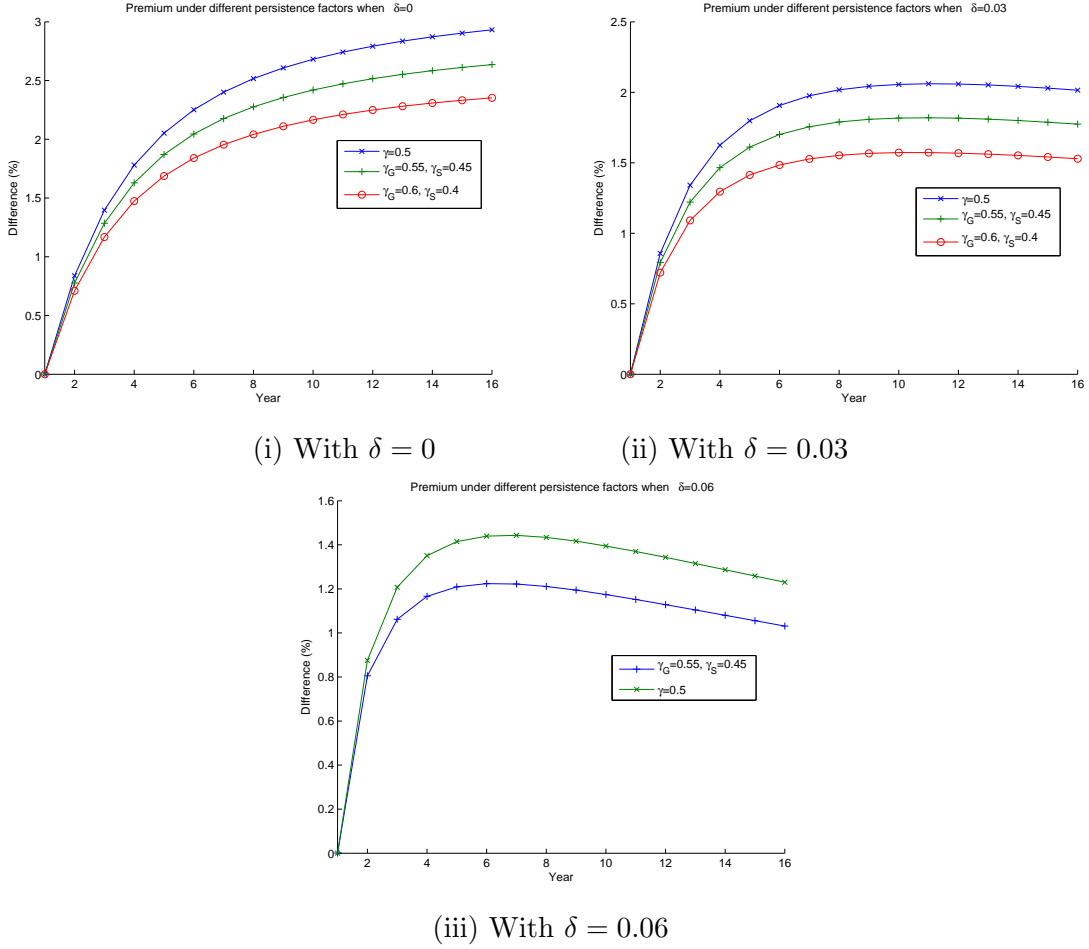 Premium under different persistence factors when δ=0
3
2.5
2
1.5
1
0.5
0
DIfference (%)
2 4 6 8 10 12 14 16
Year
γ=0.5
γG=0.55, γS=0.45
γG=0.6, γS=0.4
(i) With δ = 0
Premium under different persistence factors when δ=0.03
2.5
2
1.5
1
0.5
0
DIfference (%)
2 4 6 8 10 12 14 16
Year
γ=0.5
γG=0.55, γS=0.45
γG=0.6, γS=0.4
(ii) With δ = 0.03
Premium under different persistence factors when δ=0.06
1.6
1.4
1.2
1
0.8
0.6
0.4
0.2
0
DIfference (%)
2 4 6 8 10 12 14 16
Year
γG=0.55, γS=0.45
γ=0.5
(iii) With δ = 0.06